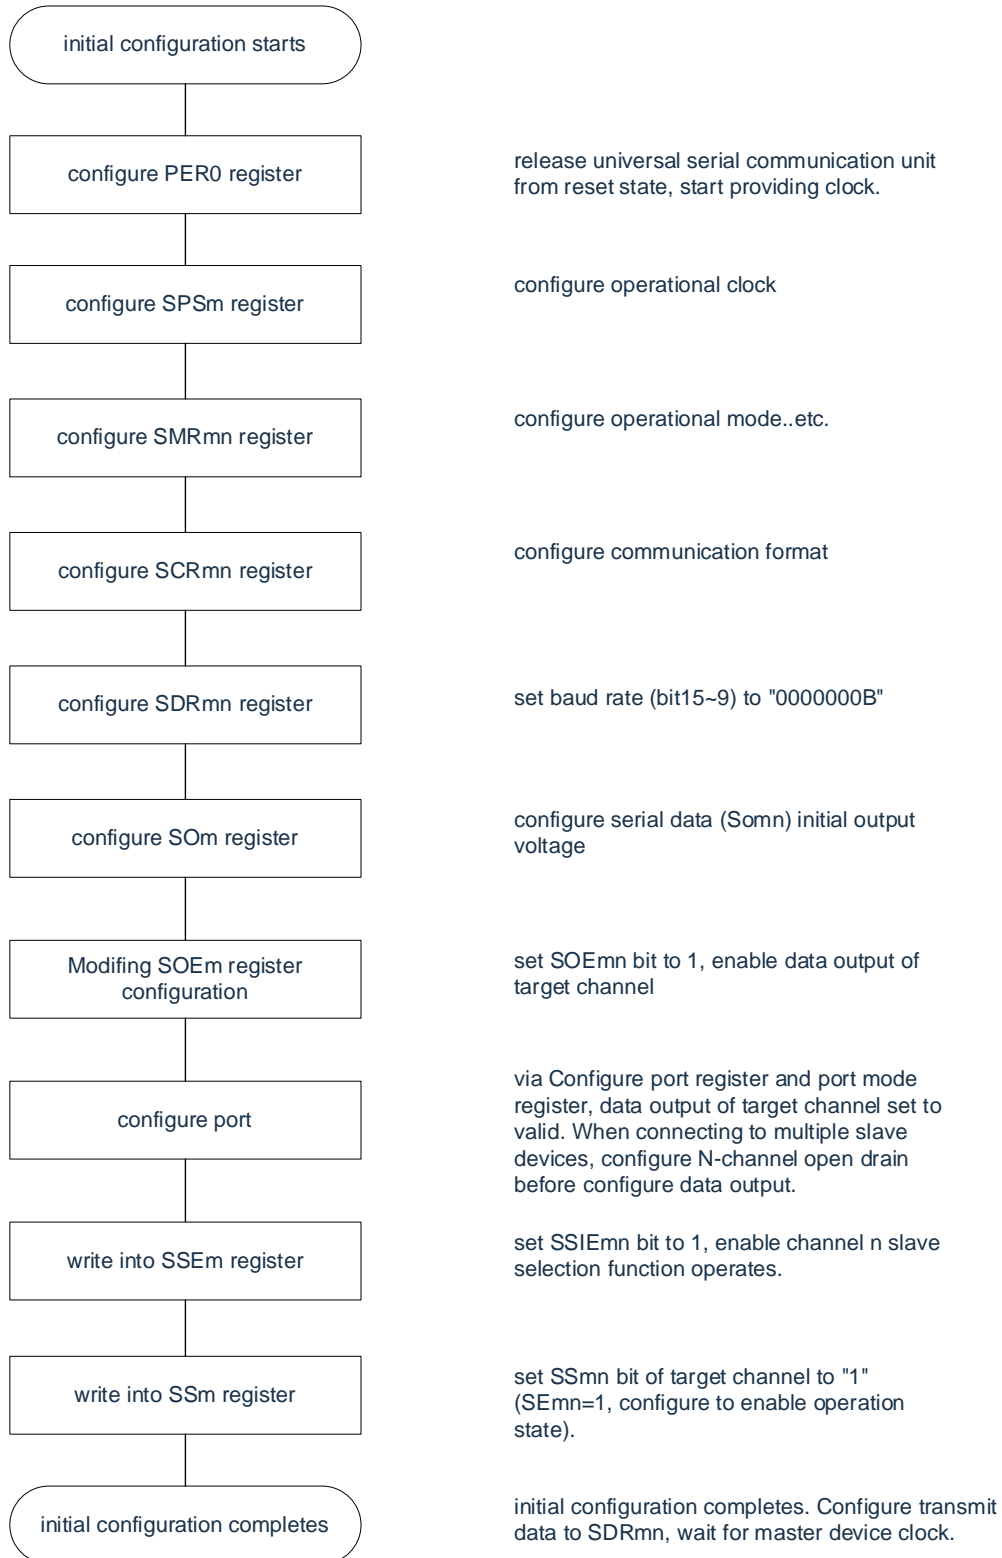 initial configuration starts
configure PER0 register
release universal serial communication unit
from reset state, start providing clock.
configure SPSm register
configure operational clock
configure SMRmn register
configure operational mode..etc.
configure SCRmn register
configure communication format
configure SDRmn register
set baud rate (bit15~9) to "0000000B"
configure SOm register
configure serial data (Somn) initial output
voltage
Modifing SOEm register
configuration
set SOEmn bit to 1, enable data output of
target channel
configure port
via Configure port register and port mode
register, data output of target channel set to
valid. When connecting to multiple slave
devices, configure N-channel open drain
before configure data output.
write into SSEm register
set SSIEmn bit to 1, enable channel n slave
selection function operates.
write into SSm register
set SSmn bit of target channel to "1"
(SEmn=1, configure to enable operation
state).
initial configuration completes
initial configuration completes. Configure transmit
data to SDRmn, wait for master device clock.